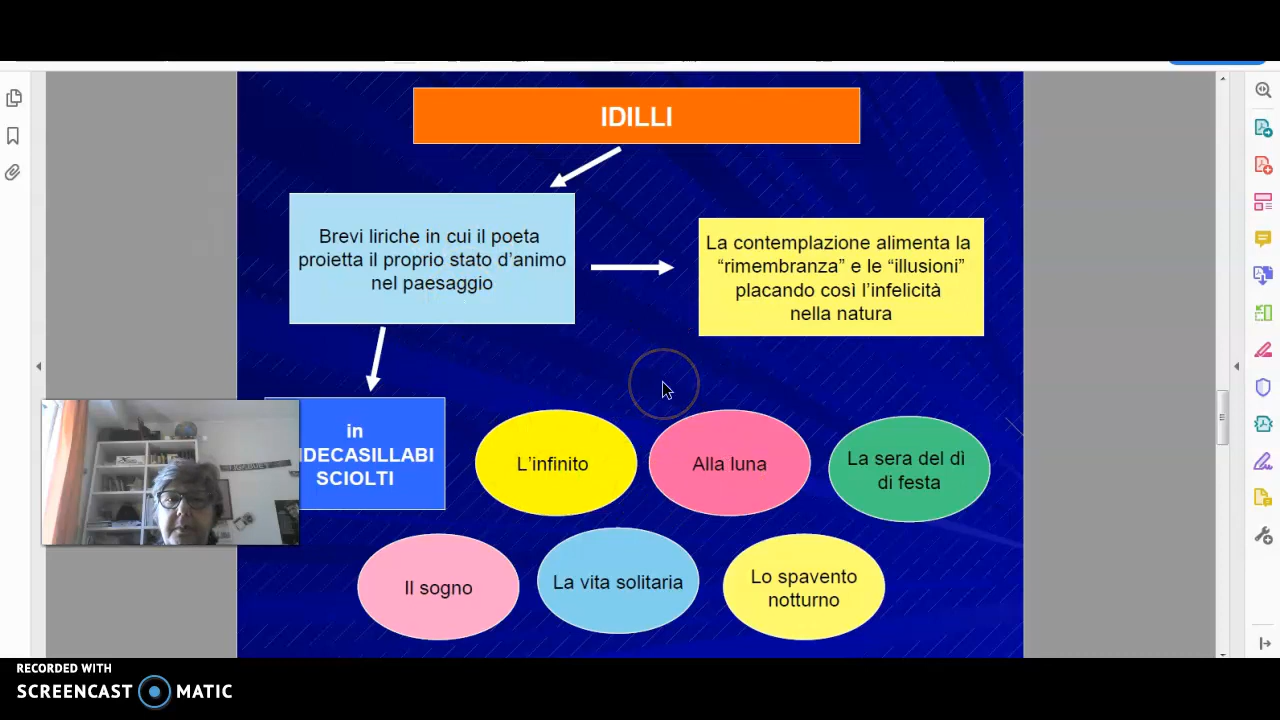 IDILLI
Brevi liriche in cui il poeta
proietta il proprio stato d'animo
nel paesaggio
La contemplazione alimenta la
“rimembranza” e le “illusioni”
placando così l'infelicità
nella natura
in
IDECASILLABI
SCIOLTI
L'infinito
Alla luna
La sera del dì
di festa
Il sogno
La vita solitaria
Lo spavento
notturno
RECORDED WITH
SCREENCAST MATIC